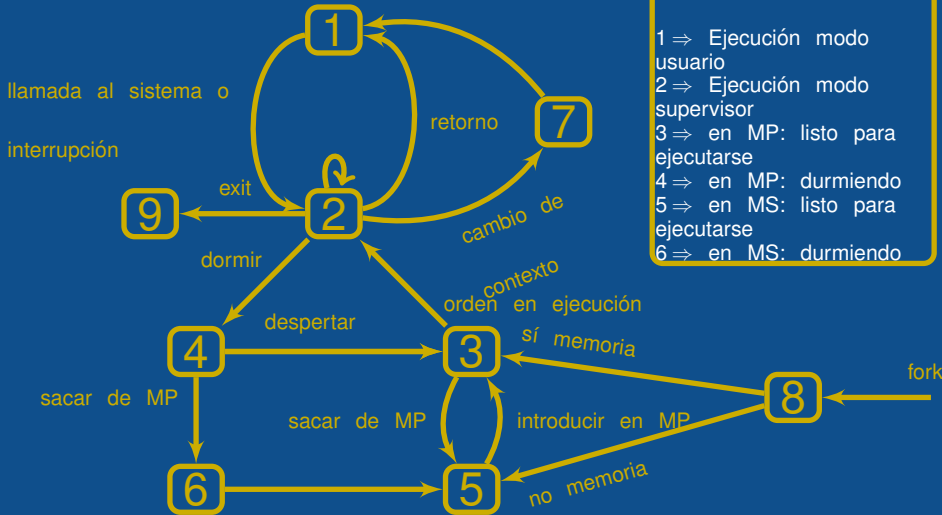 1
1 ⇒ Ejecución modo
usuario
2 ⇒ Ejecución modo
supervisor
3 ⇒ en MP: listo para
ejecutarse
4 ⇒ en MP: durmiendo
5 ⇒ en MS: listo para
ejecutarse
6 ⇒ en MS: durmiendo
llamada al sistema o
interrupción
retorno
7
exit
9
2
cambio de
contexto
dormir
orden en ejecución
despertar
sí memoria
4
3
fork
8
sacar de MP
sacar de MP
introducir en MP
no memoria
6
5